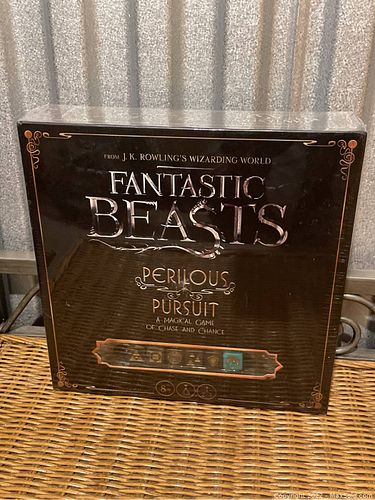 FROM J. K. ROWLING'S WIZARDING WORLD
FANTASTIC
BEASTS
PERILOUS
PURSUIT
A MAGICAL GAME
OF CHASE AND CHANCE
8+